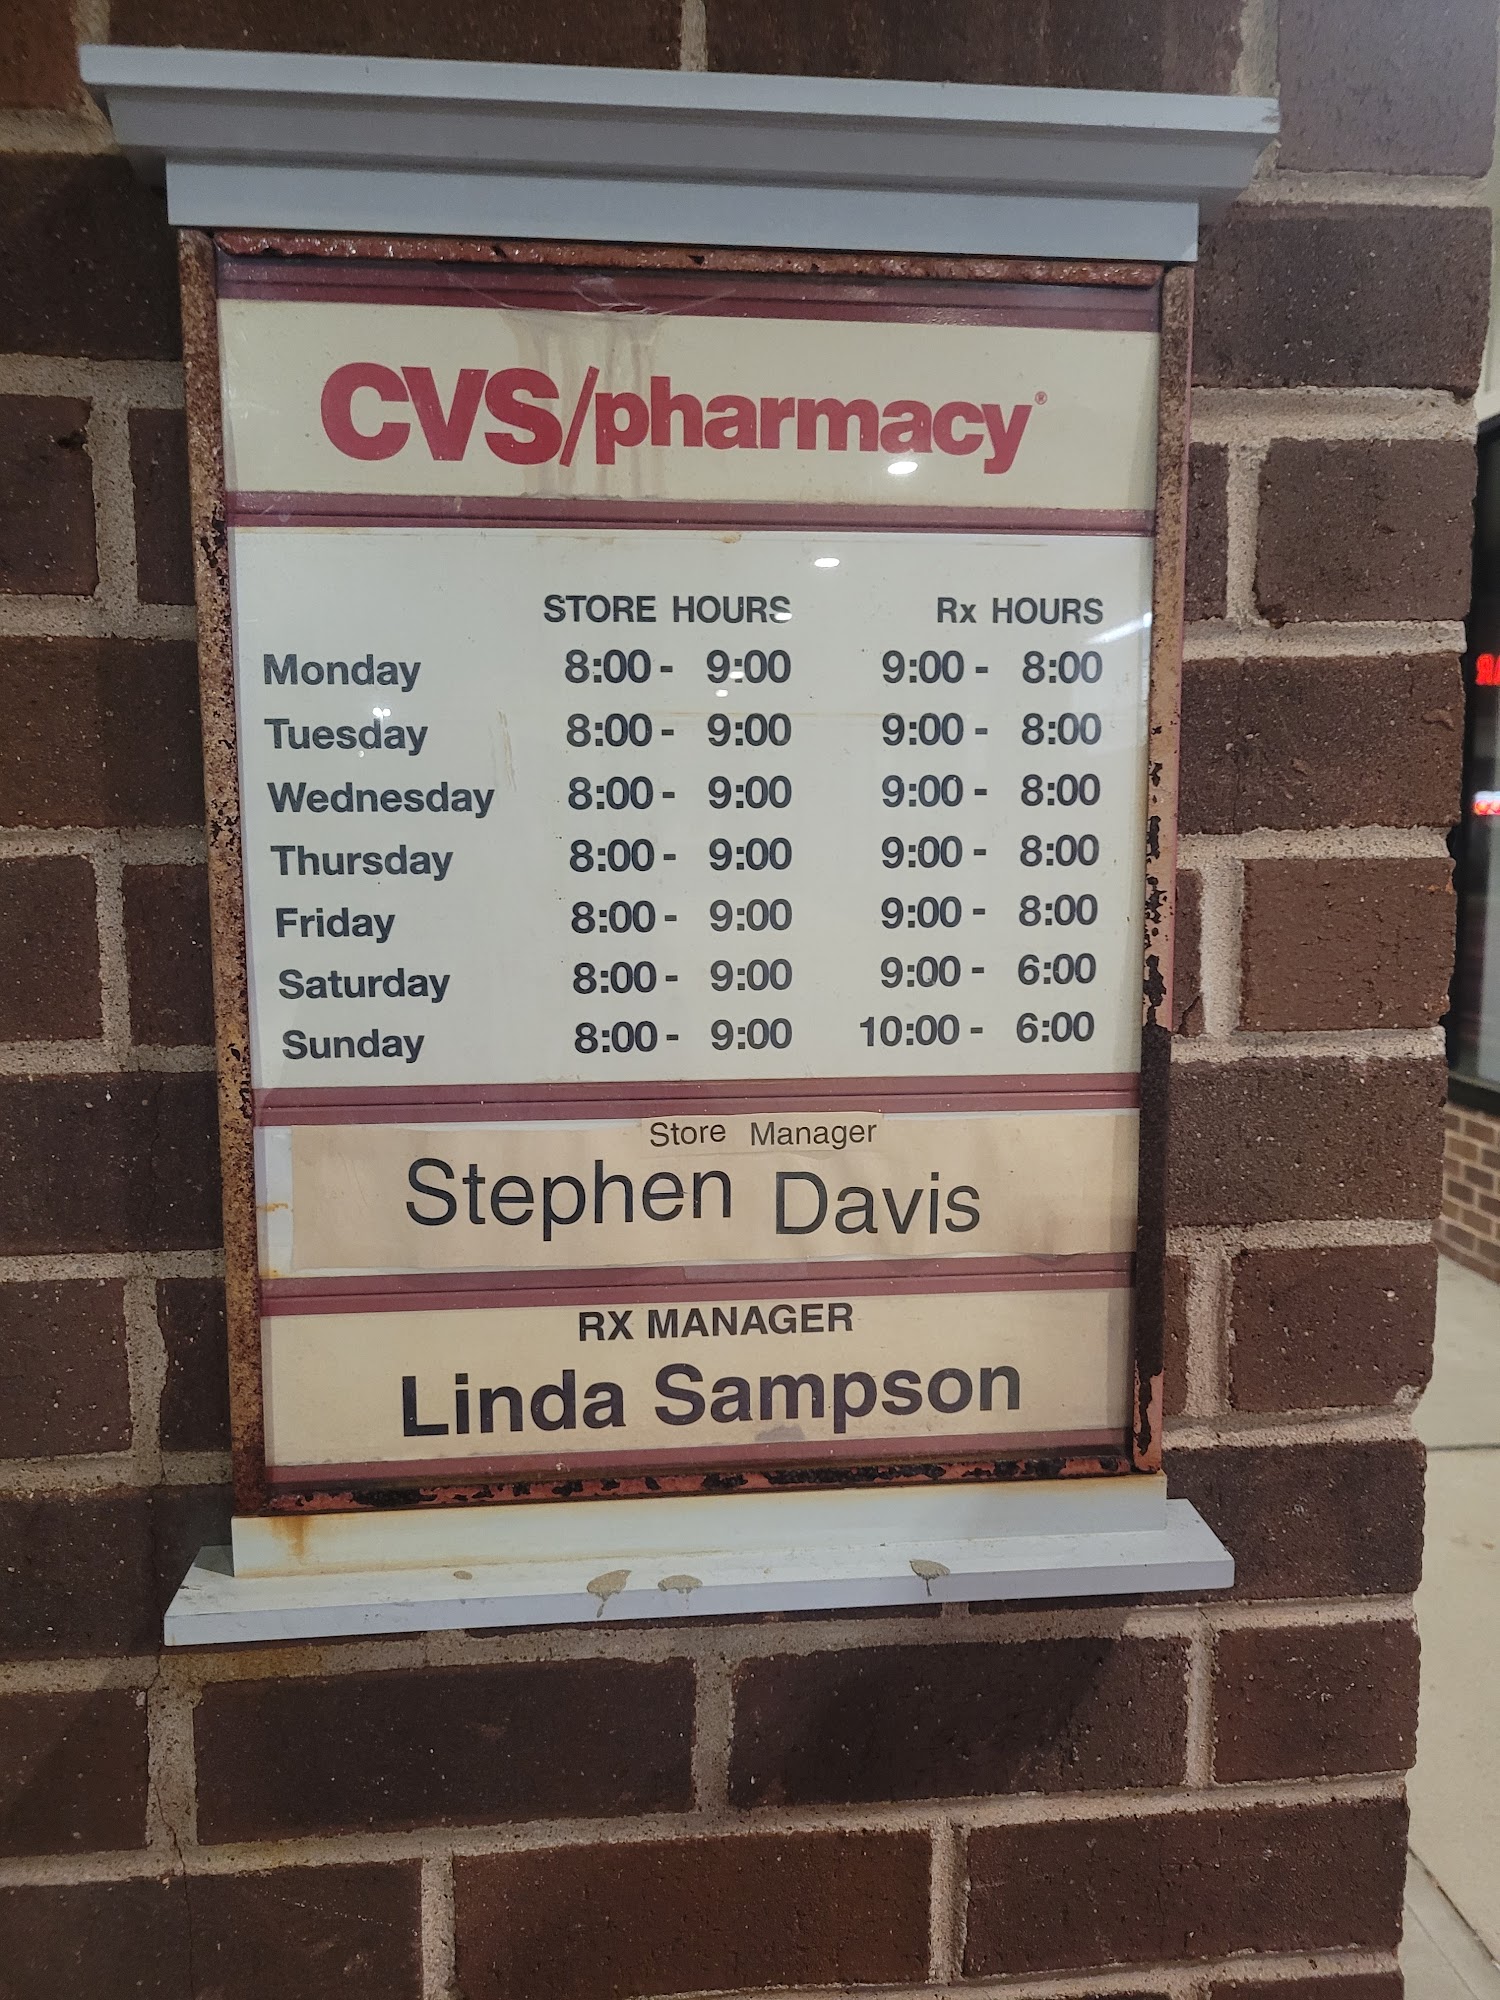 CVS/pharmacy®
STORE HOURS Rx HOURS
Monday 8:00 - 9:00 9:00 - 8:00
Tuesday 8:00 - 9:00 9:00 - 8:00
Wednesday 8:00 - 9:00 9:00 - 8:00
Thursday 8:00 - 9:00 9:00 - 8:00
Friday 8:00 - 9:00 9:00 - 8:00
Saturday 8:00 - 9:00 9:00 - 6:00
Sunday 8:00 - 9:00 10:00 - 6:00
Store Manager
Stephen Davis
RX MANAGER
Linda Sampson